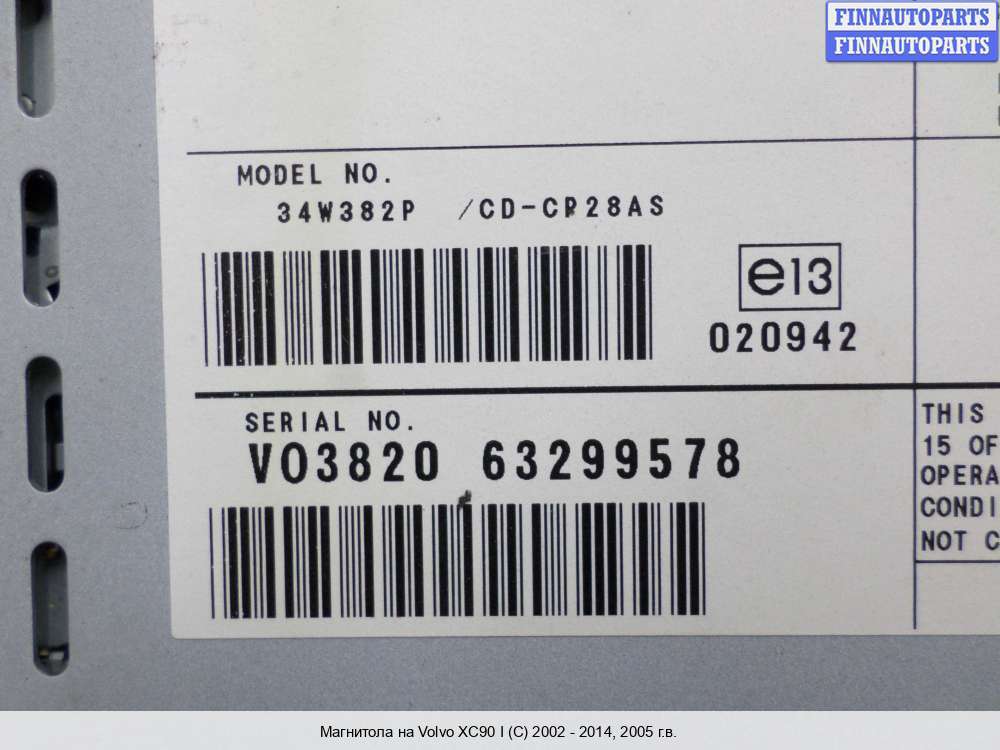 FINNAUTOPARTS
FINNAUTOPARTS
MODEL NO.
34W382P /CD-CR28AS
e13
020942
SERIAL NO.
VO3820 63299578
THIS
15 OF
OPERA
CONDI
NOT C
Магнитола на Volvo XC90 I (C) 2002 - 2014, 2005 г.в.